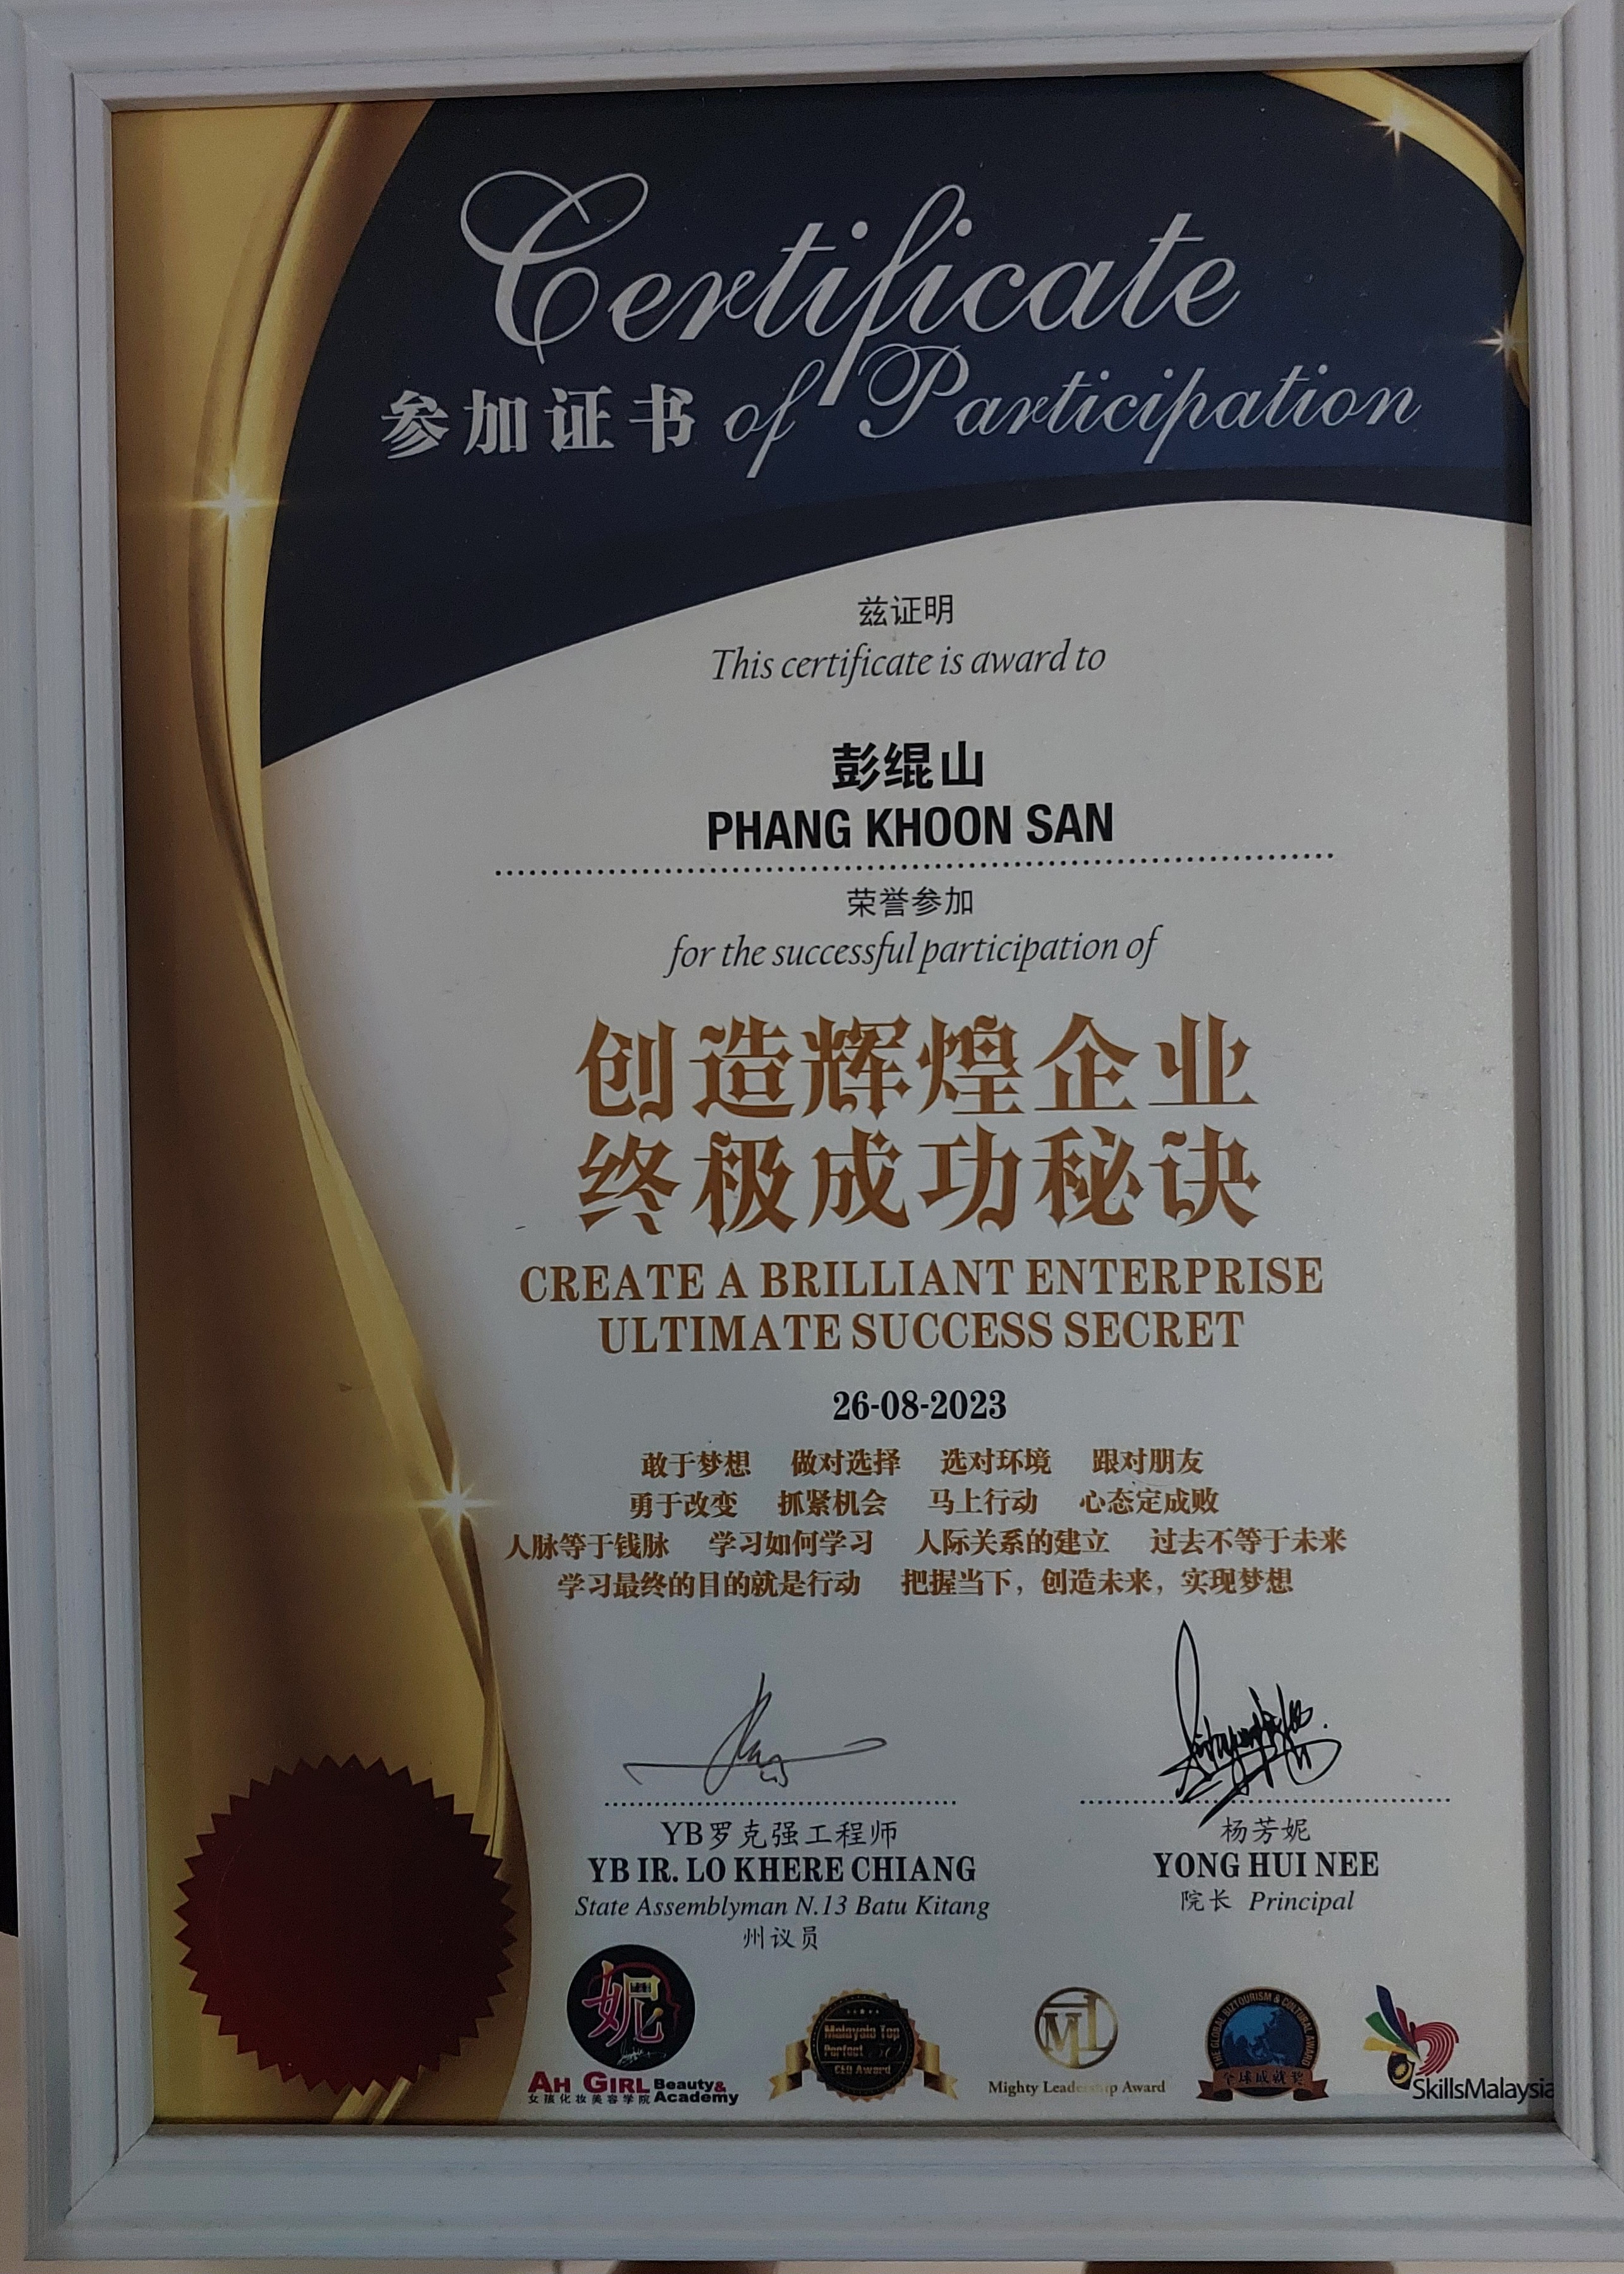 Certificate
参加证书 of Participation
兹证明
This certificate is award to
彭绲山
PHANG KHOON SAN
荣誉参加
for the successful participation of
创造辉煌企业
终极成功秘诀
CREATE A BRILLIANT ENTERPRISE
ULTIMATE SUCCESS SECRET
26-08-2023
敢于梦想 做对选择 选对环境 跟对朋友
勇于改变 抓紧机会 马上行动 心态定成败
人脉等于钱脉 学习如何学习 人际关系的建立 过去不等于未来
学习最终的目的就是行动 把握当下，创造未来，实现梦想
YB罗克强工程师
YB IR. LO KHERE CHIANG
State Assemblyman N.13 Batu Kitang
州议员
杨芳妮
YONG HUI NEE
院长 Principal
妮
AH GIRL Beauty& Academy
女孩化妆美容学院
Malaysia Top
Perfect 50
CEO Award
ML
Mighty Leadership Award
THE GLOBAL BIZTOURISM & CULTURAL AWARD
全球成就奖
SkillsMalaysia